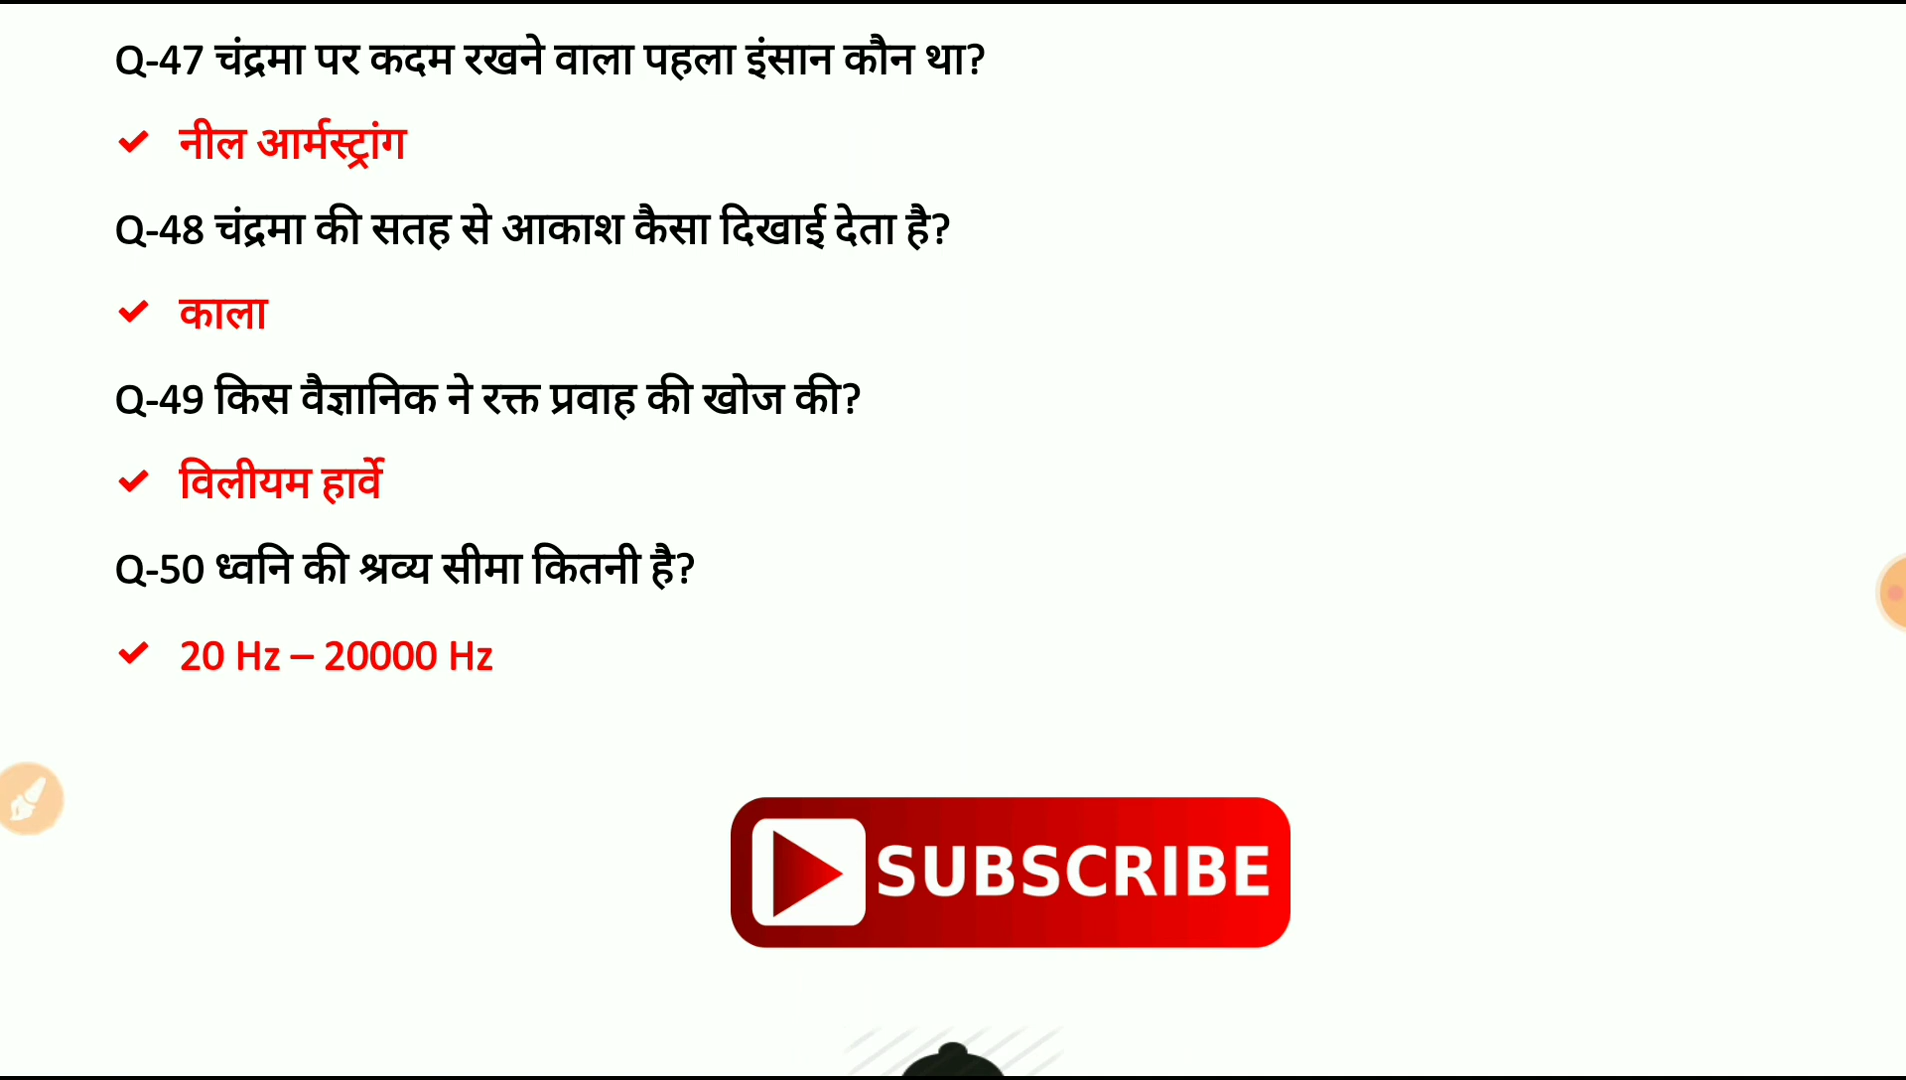 Q-47 चंद्रमा पर कदम रखने वाला पहला इंसान कौन था?
✔ नील आर्मस्ट्रांग
Q-48 चंद्रमा की सतह से आकाश कैसा दिखाई देता है?
✔ काला
Q-49 किस वैज्ञानिक ने रक्त प्रवाह की खोज की?
✔ विलीयम हार्वे
Q-50 ध्वनि की श्रव्य सीमा कितनी है?
✔ 20 Hz – 20000 Hz
SUBSCRIBE